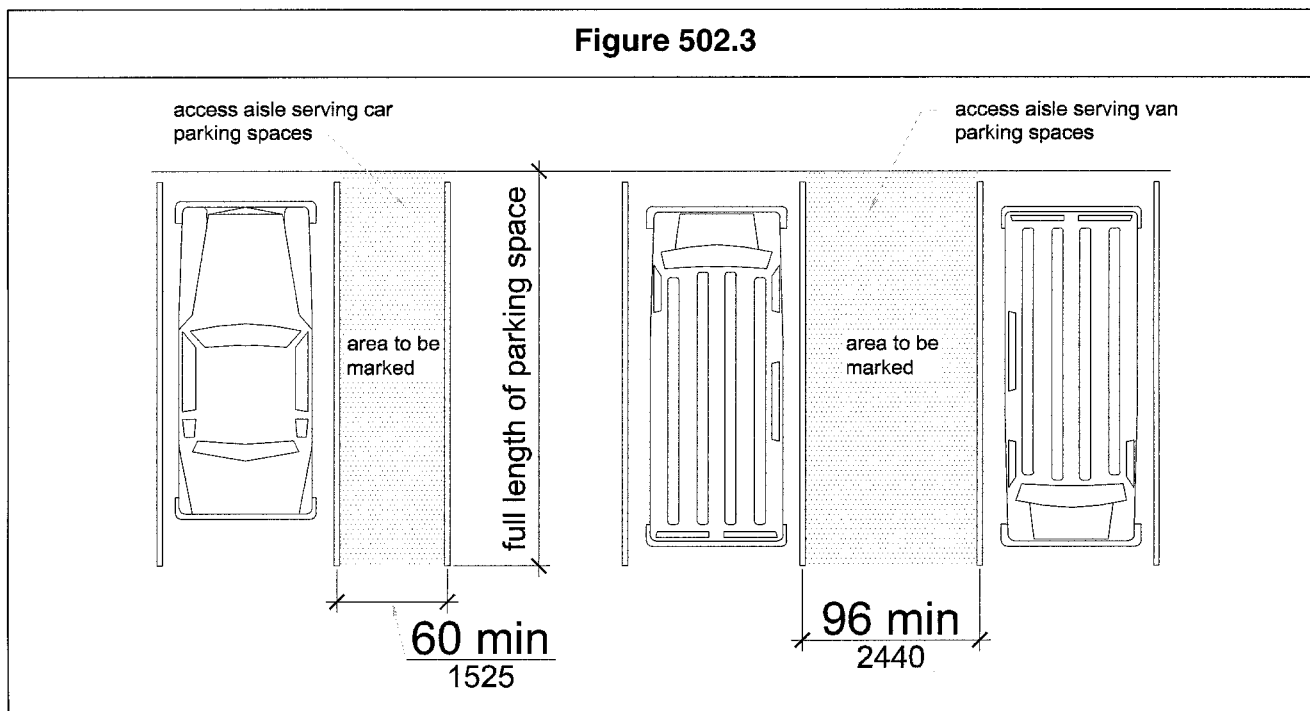 Figure 502.3
access aisle serving car
parking spaces
access aisle serving van
parking spaces
full length of parking space
area to be
marked
area to be
marked
60 min
1525
96 min
2440